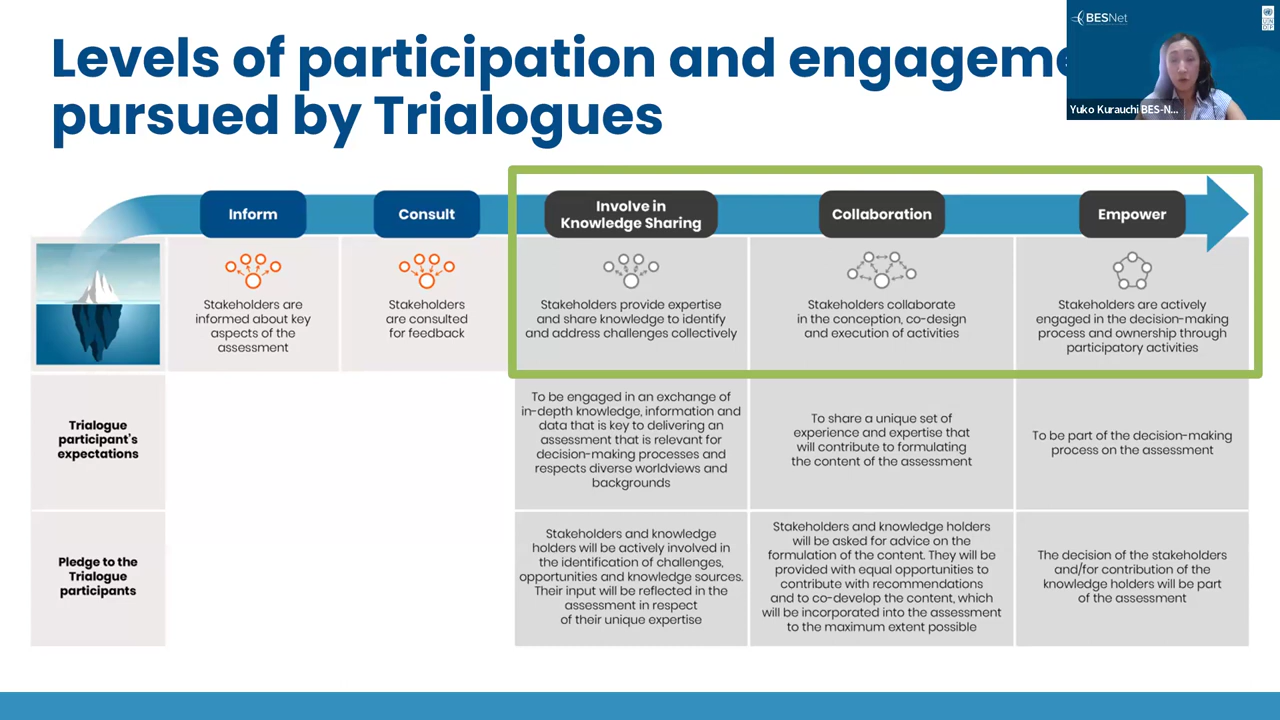 Levels of participation and engageme
pursued by Trialogues
BESNet
UN
DP
Yuko Kurauchi BES-N...
Inform
Consult
Involve in
Knowledge Sharing
Collaboration
Empower
Stakeholders are
informed about key
aspects of the
assessment
Stakeholders
are consulted
for feedback
Stakeholders provide expertise
and share knowledge to identify
and address challenges collectively
Stakeholders collaborate
in the conception, co-design
and execution of activities
Stakeholders are actively
engaged in the decision-making
process and ownership through
participatory activities
Trialogue
participant's
expectations
To be engaged in an exchange of
in-depth knowledge, information and
data that is key to delivering an
assessment that is relevant for
decision-making processes and
respects diverse worldviews and
backgrounds
To share a unique set of
experience and expertise that
will contribute to formulating
the content of the assessment
To be part of the decision-making
process on the assessment
Pledge to the
Trialogue
participants
Stakeholders and knowledge
holders will be actively involved in
the identification of challenges,
opportunities and knowledge sources.
Their input will be reflected in the
assessment in respect
of their unique expertise
Stakeholders and knowledge holders
will be asked for advice on the
formulation of the content. They will be
provided with equal opportunities to
contribute with recommendations
and to co-develop the content, which
will be incorporated into the assessment
to the maximum extent possible
The decision of the stakeholders
and/for contribution of the
knowledge holders will be part
of the assessment